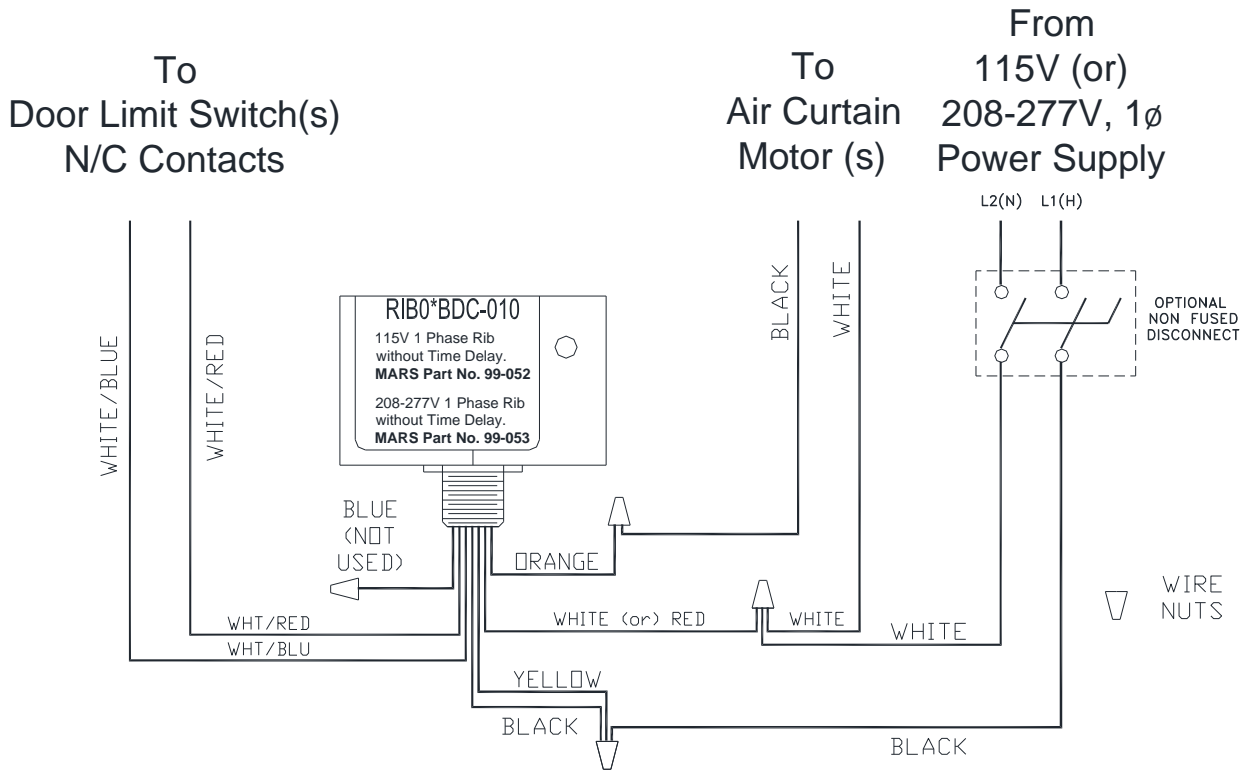 To
Door Limit Switch(s)
N/C Contacts
To
Air Curtain
Motor (s)
From
115V (or)
208-277V, 1ø
Power Supply
L2(N) L1(H)
OPTIONAL
NON FUSED
DISCONNECT
WHITE/BLUE
WHITE/RED
BLACK
WHITE
RIB0*BDC-010
115V 1 Phase Rib
without Time Delay.
MARS Part No. 99-052
208-277V 1 Phase Rib
without Time Delay.
MARS Part No. 99-053
BLUE
(NOT
USED)
ORANGE
WHT/RED
WHT/BLU
WHITE (or) RED
WHITE
WHITE
YELLOW
BLACK
BLACK
WIRE
NUTS